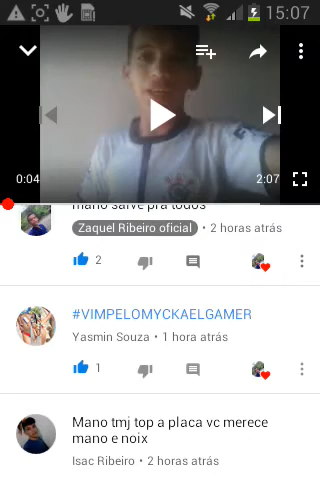 15:07
0:04
2:07
mano salve pra todos
Zaquel Ribeiro oficial • 2 horas atrás
2
#VIMPELOMYCKAELGAMER
Yasmin Souza • 1 hora atrás
1
Mano tmj top a placa vc merece
mano e noix
Isac Ribeiro • 2 horas atrás